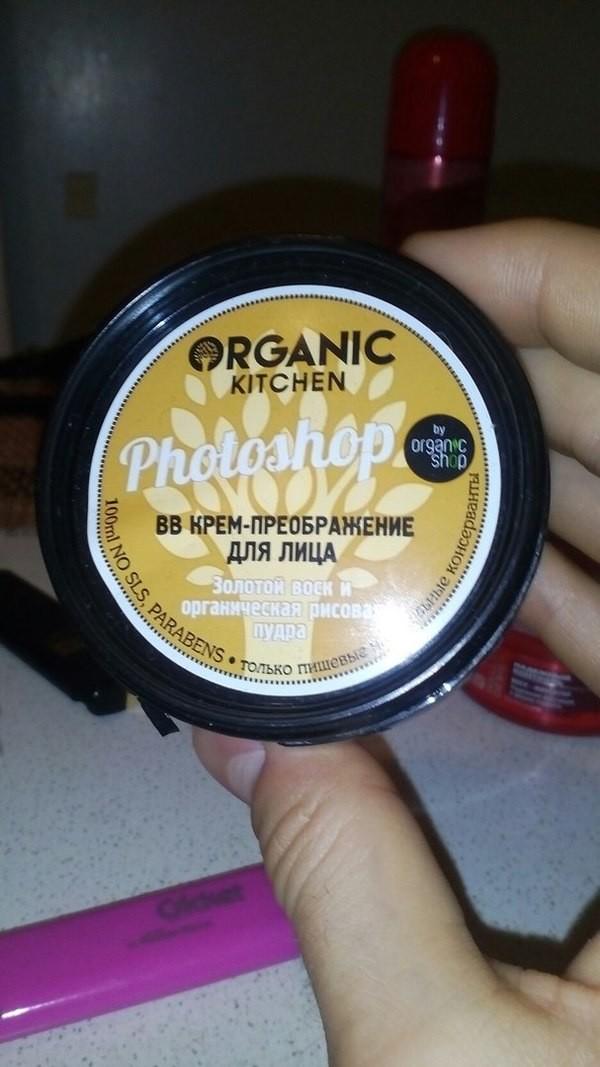 ORGANIC
KITCHEN
Photoshop
by
organic
shop
BB КРЕМ-ПРЕОБРАЖЕНИЕ
ДЛЯ ЛИЦА
Золотой воск и
органическая
пудра
100ml NO SLS, PARABENS • только пищевые консерванты